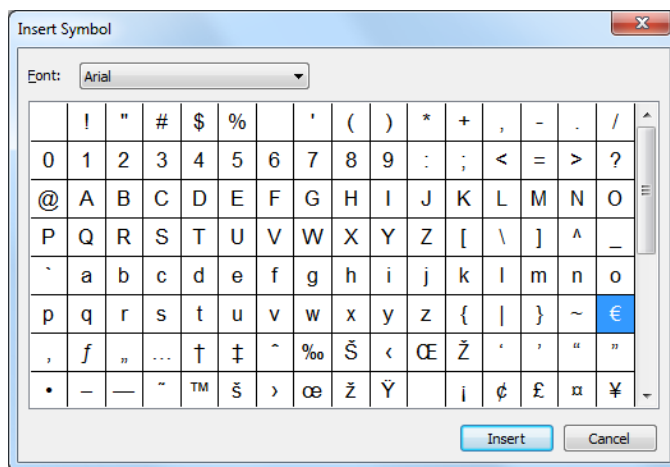 Insert Symbol
Font: Arial
! " # $ % ' ( ) * + , - . /
0 1 2 3 4 5 6 7 8 9 : ; < = > ?
@ A B C D E F G H I J K L M N O
P Q R S T U V W X Y Z [ \ ] ^ _
` a b c d e f g h i j k l m n o
p q r s t u v w x y z { | } ~ €
‚ ƒ „ … † ‡ ˆ ‰ Š ‹ Œ Ž ‘ ’ “ ”
• – — ˜ ™ š › œ ž Ÿ ¡ ¢ £ ¤ ¥
Insert Cancel